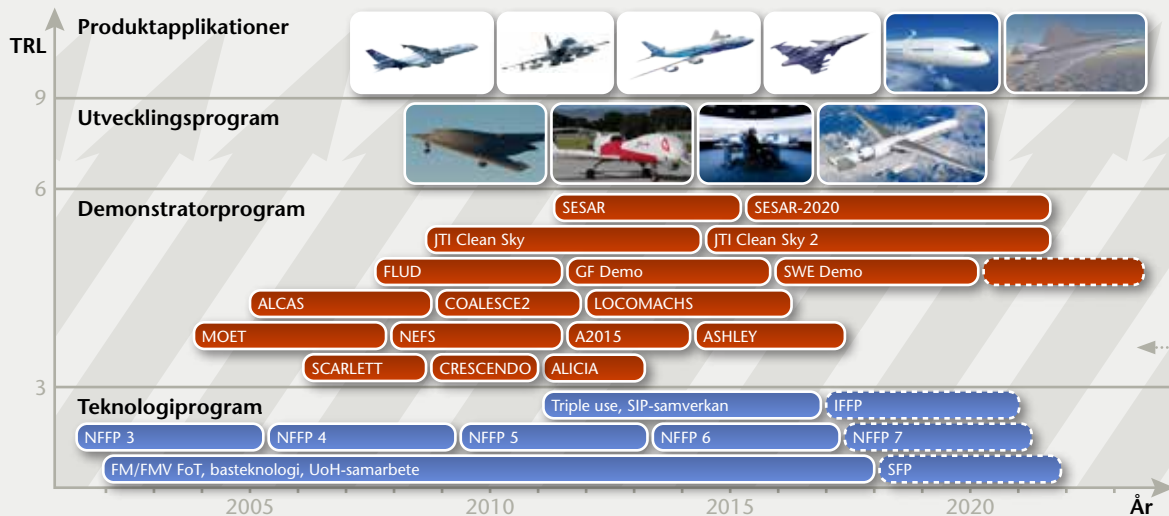 Produktapplikationer
TRL
9
Utvecklingsprogram
6
Demonstratorprogram
SESAR
SESAR-2020
JTI Clean Sky
JTI Clean Sky 2
FLUD
GF Demo
SWE Demo
ALCAS
COALESCE2
LOCOMACHS
MOET
NEFS
A2015
ASHLEY
SCARLETT
CRESCENDO
ALICIA
3
Teknologiprogram
Triple use, SIP-samverkan
IFFP
NFFP 3
NFFP 4
NFFP 5
NFFP 6
NFFP 7
FM/FMV FoT, basteknologi, UoH-samarbete
SFP
2005
2010
2015
2020
År